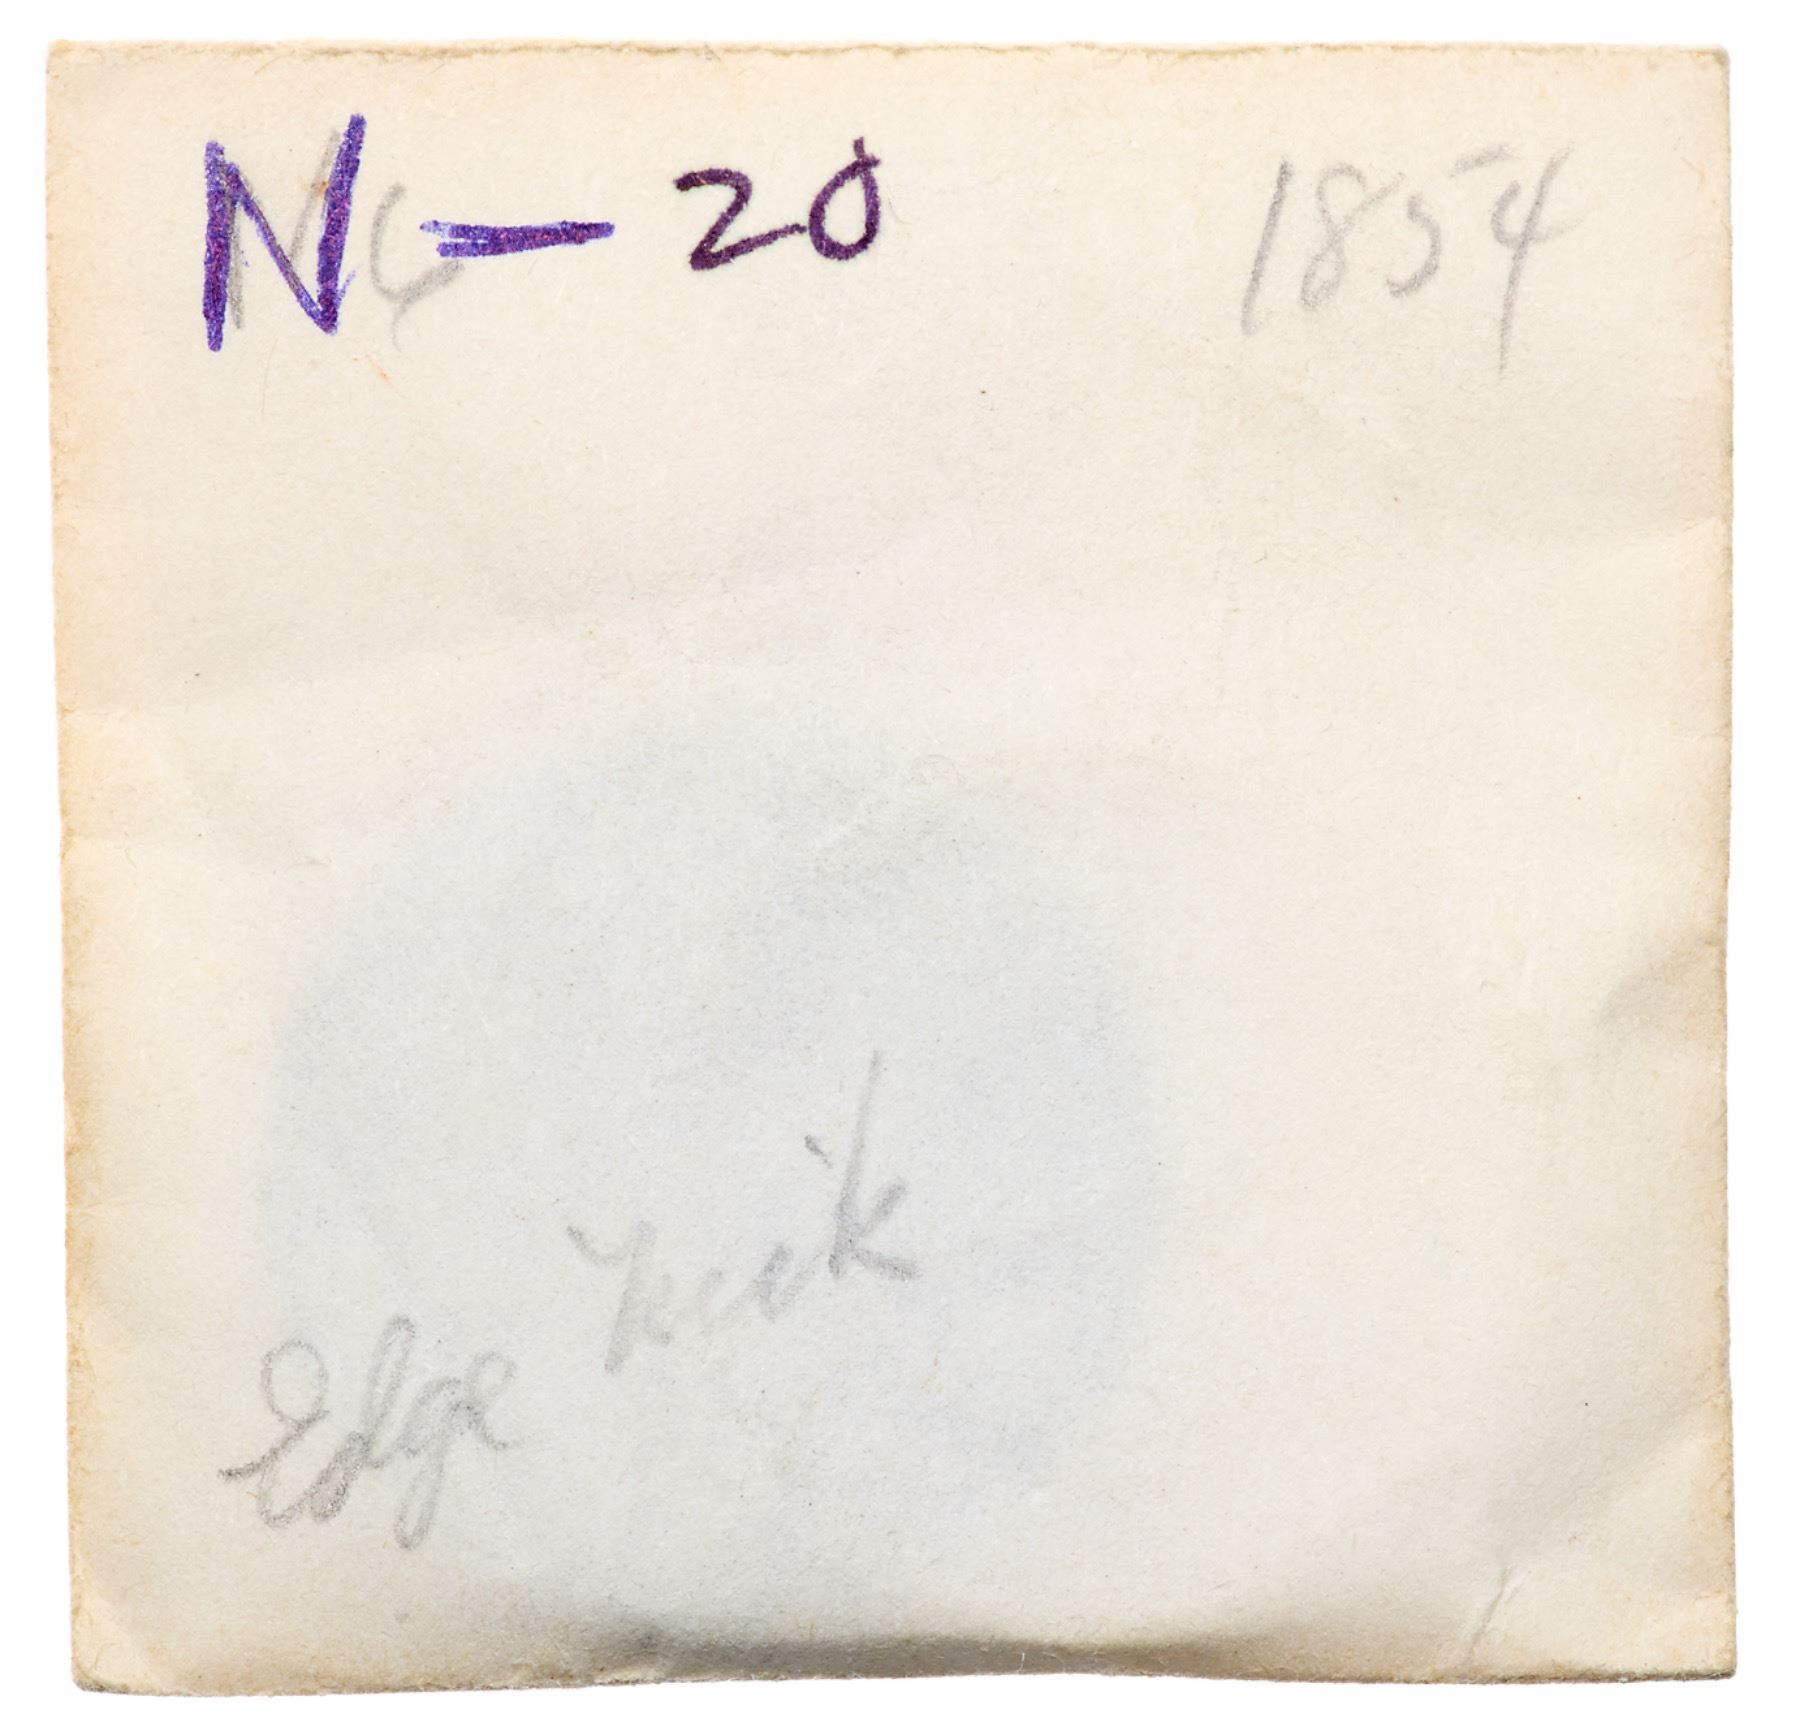 N — 20 1854
Edge nick